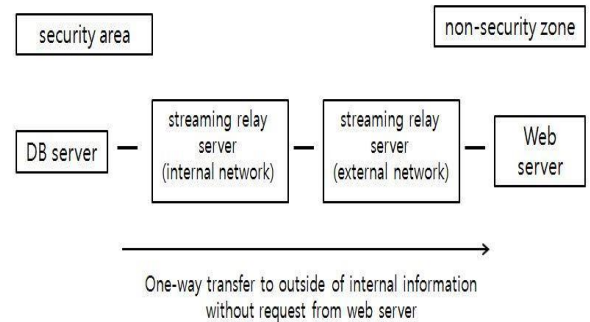 security area
non-security zone
DB server
streaming relay
server
(internal network)
streaming relay
server
(external network)
Web
server
One-way transfer to outside of internal information
without request from web server